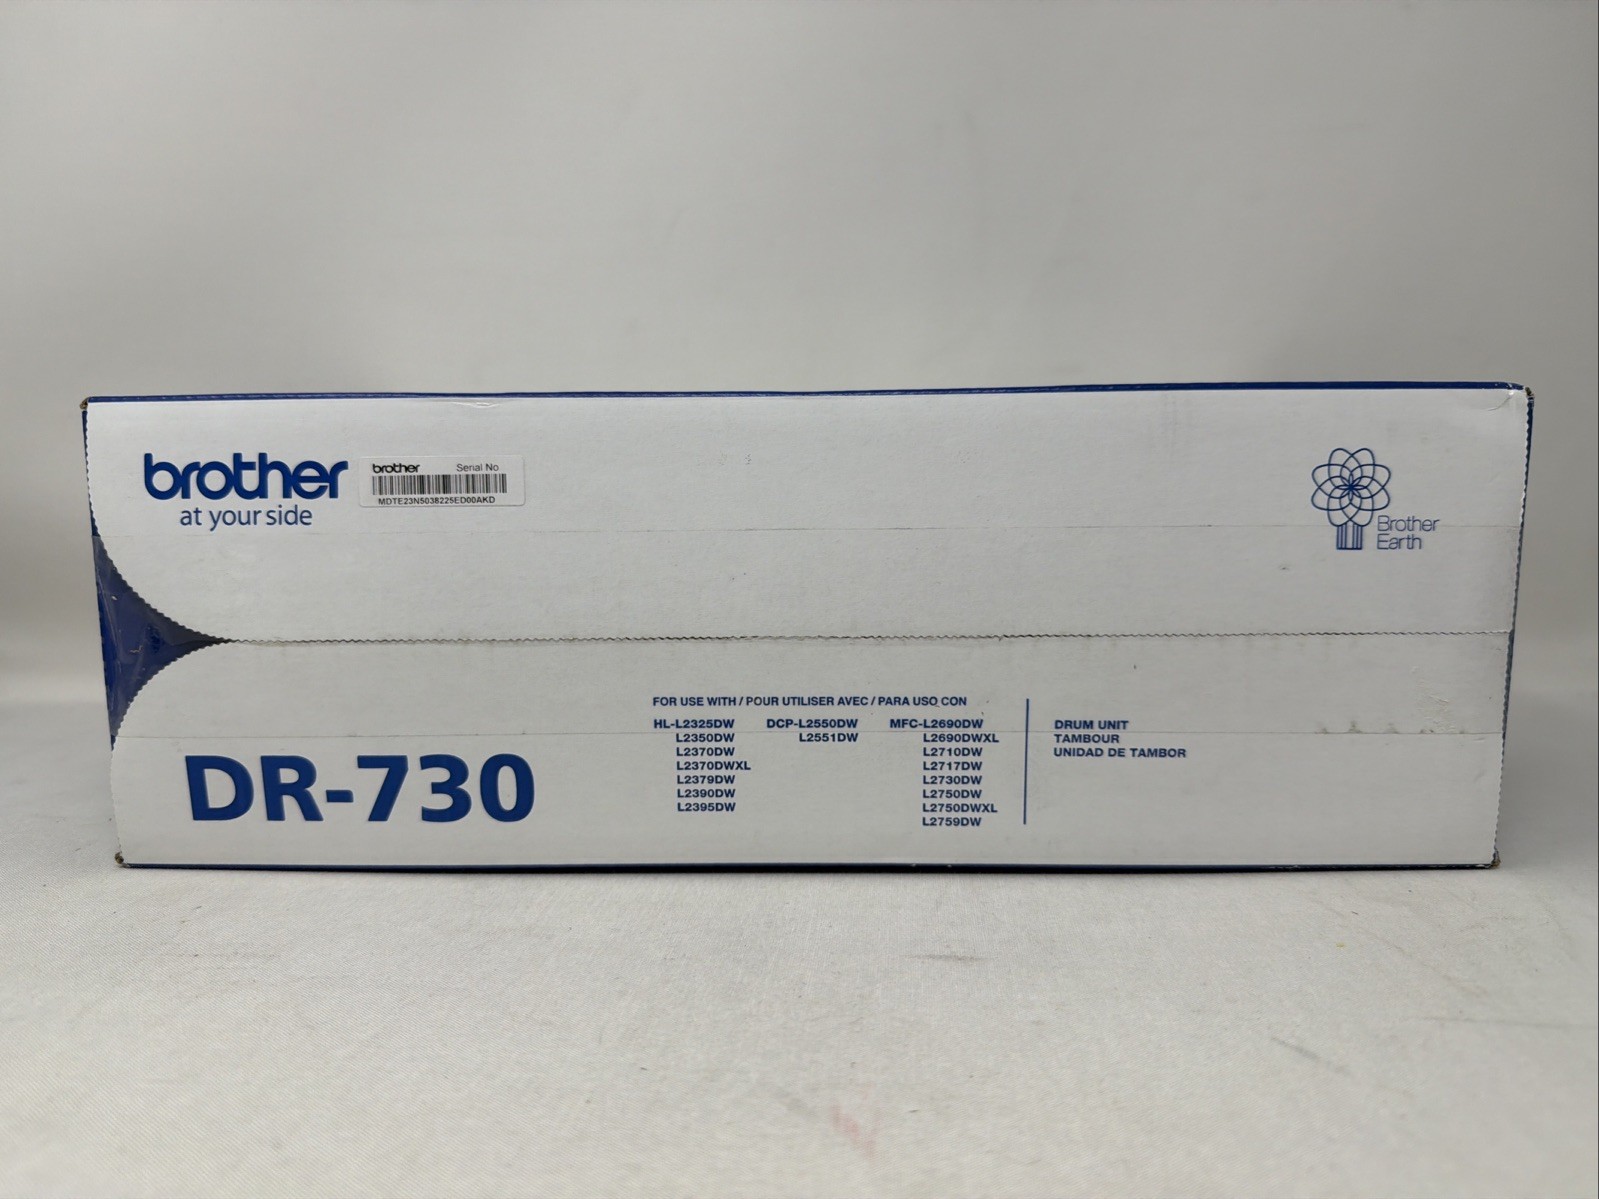 brother
at your side
brother Serial No
MDTE23N5038225ED00AKD
Brother
Earth
DR-730
FOR USE WITH / POUR UTILISER AVEC / PARA USO CON
HL-L2325DW
L2350DW
L2370DW
L2370DWXL
L2379DW
L2390DW
L2395DW
DCP-L2550DW
L2551DW
MFC-L2690DW
L2690DWXL
L2710DW
L2717DW
L2730DW
L2750DW
L2750DWXL
L2759DW
DRUM UNIT
TAMBOUR
UNIDAD DE TAMBOR